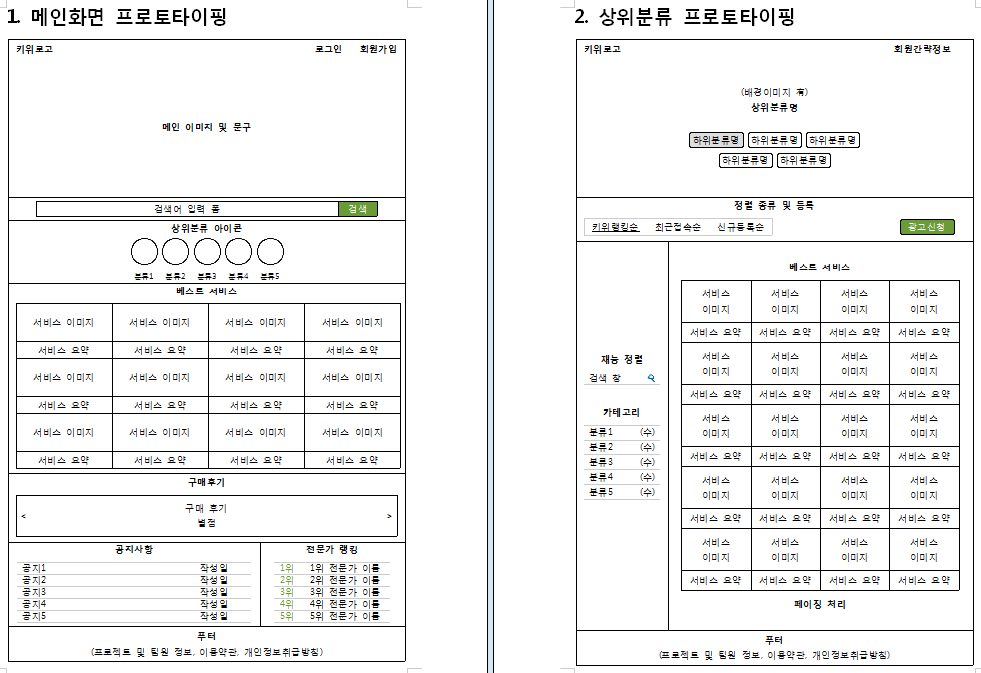 1. 메인화면 프로토타이핑
키위로고 로그인 회원가입
메인 이미지 및 문구
검색어 입력 폼 검색
상위분류 아이콘
분류1 분류2 분류3 분류4 분류5
베스트 서비스
서비스 이미지 서비스 이미지 서비스 이미지 서비스 이미지
서비스 요약 서비스 요약 서비스 요약 서비스 요약
서비스 이미지 서비스 이미지 서비스 이미지 서비스 이미지
서비스 요약 서비스 요약 서비스 요약 서비스 요약
서비스 이미지 서비스 이미지 서비스 이미지 서비스 이미지
서비스 요약 서비스 요약 서비스 요약 서비스 요약
구매후기
< 구매 후기 >
별점
공지사항
공지1 작성일
공지2 작성일
공지3 작성일
공지4 작성일
공지5 작성일
전문가 랭킹
1위 1위 전문가 이름
2위 2위 전문가 이름
3위 3위 전문가 이름
4위 4위 전문가 이름
5위 5위 전문가 이름
푸터
(프로젝트 및 팀원 정보, 이용약관, 개인정보취급방침)
2. 상위분류 프로토타이핑
키위로고 회원간략정보
(배경이미지 有)
상위분류명
하위분류명 하위분류명 하위분류명
하위분류명 하위분류명
정렬 종류 및 등록
키위랭킹순 최근접속순 신규등록순 광고신청
재능 정렬
검색 창
카테고리
분류1 (수)
분류2 (수)
분류3 (수)
분류4 (수)
분류5 (수)
베스트 서비스
서비스 서비스 서비스 서비스
이미지 이미지 이미지 이미지
서비스 요약 서비스 요약 서비스 요약 서비스 요약
서비스 서비스 서비스 서비스
이미지 이미지 이미지 이미지
서비스 요약 서비스 요약 서비스 요약 서비스 요약
서비스 서비스 서비스 서비스
이미지 이미지 이미지 이미지
서비스 요약 서비스 요약 서비스 요약 서비스 요약
서비스 서비스 서비스 서비스
이미지 이미지 이미지 이미지
서비스 요약 서비스 요약 서비스 요약 서비스 요약
서비스 서비스 서비스 서비스
이미지 이미지 이미지 이미지
서비스 요약 서비스 요약 서비스 요약 서비스 요약
페이징 처리
푸터
(프로젝트 및 팀원 정보, 이용약관, 개인정보취급방침)